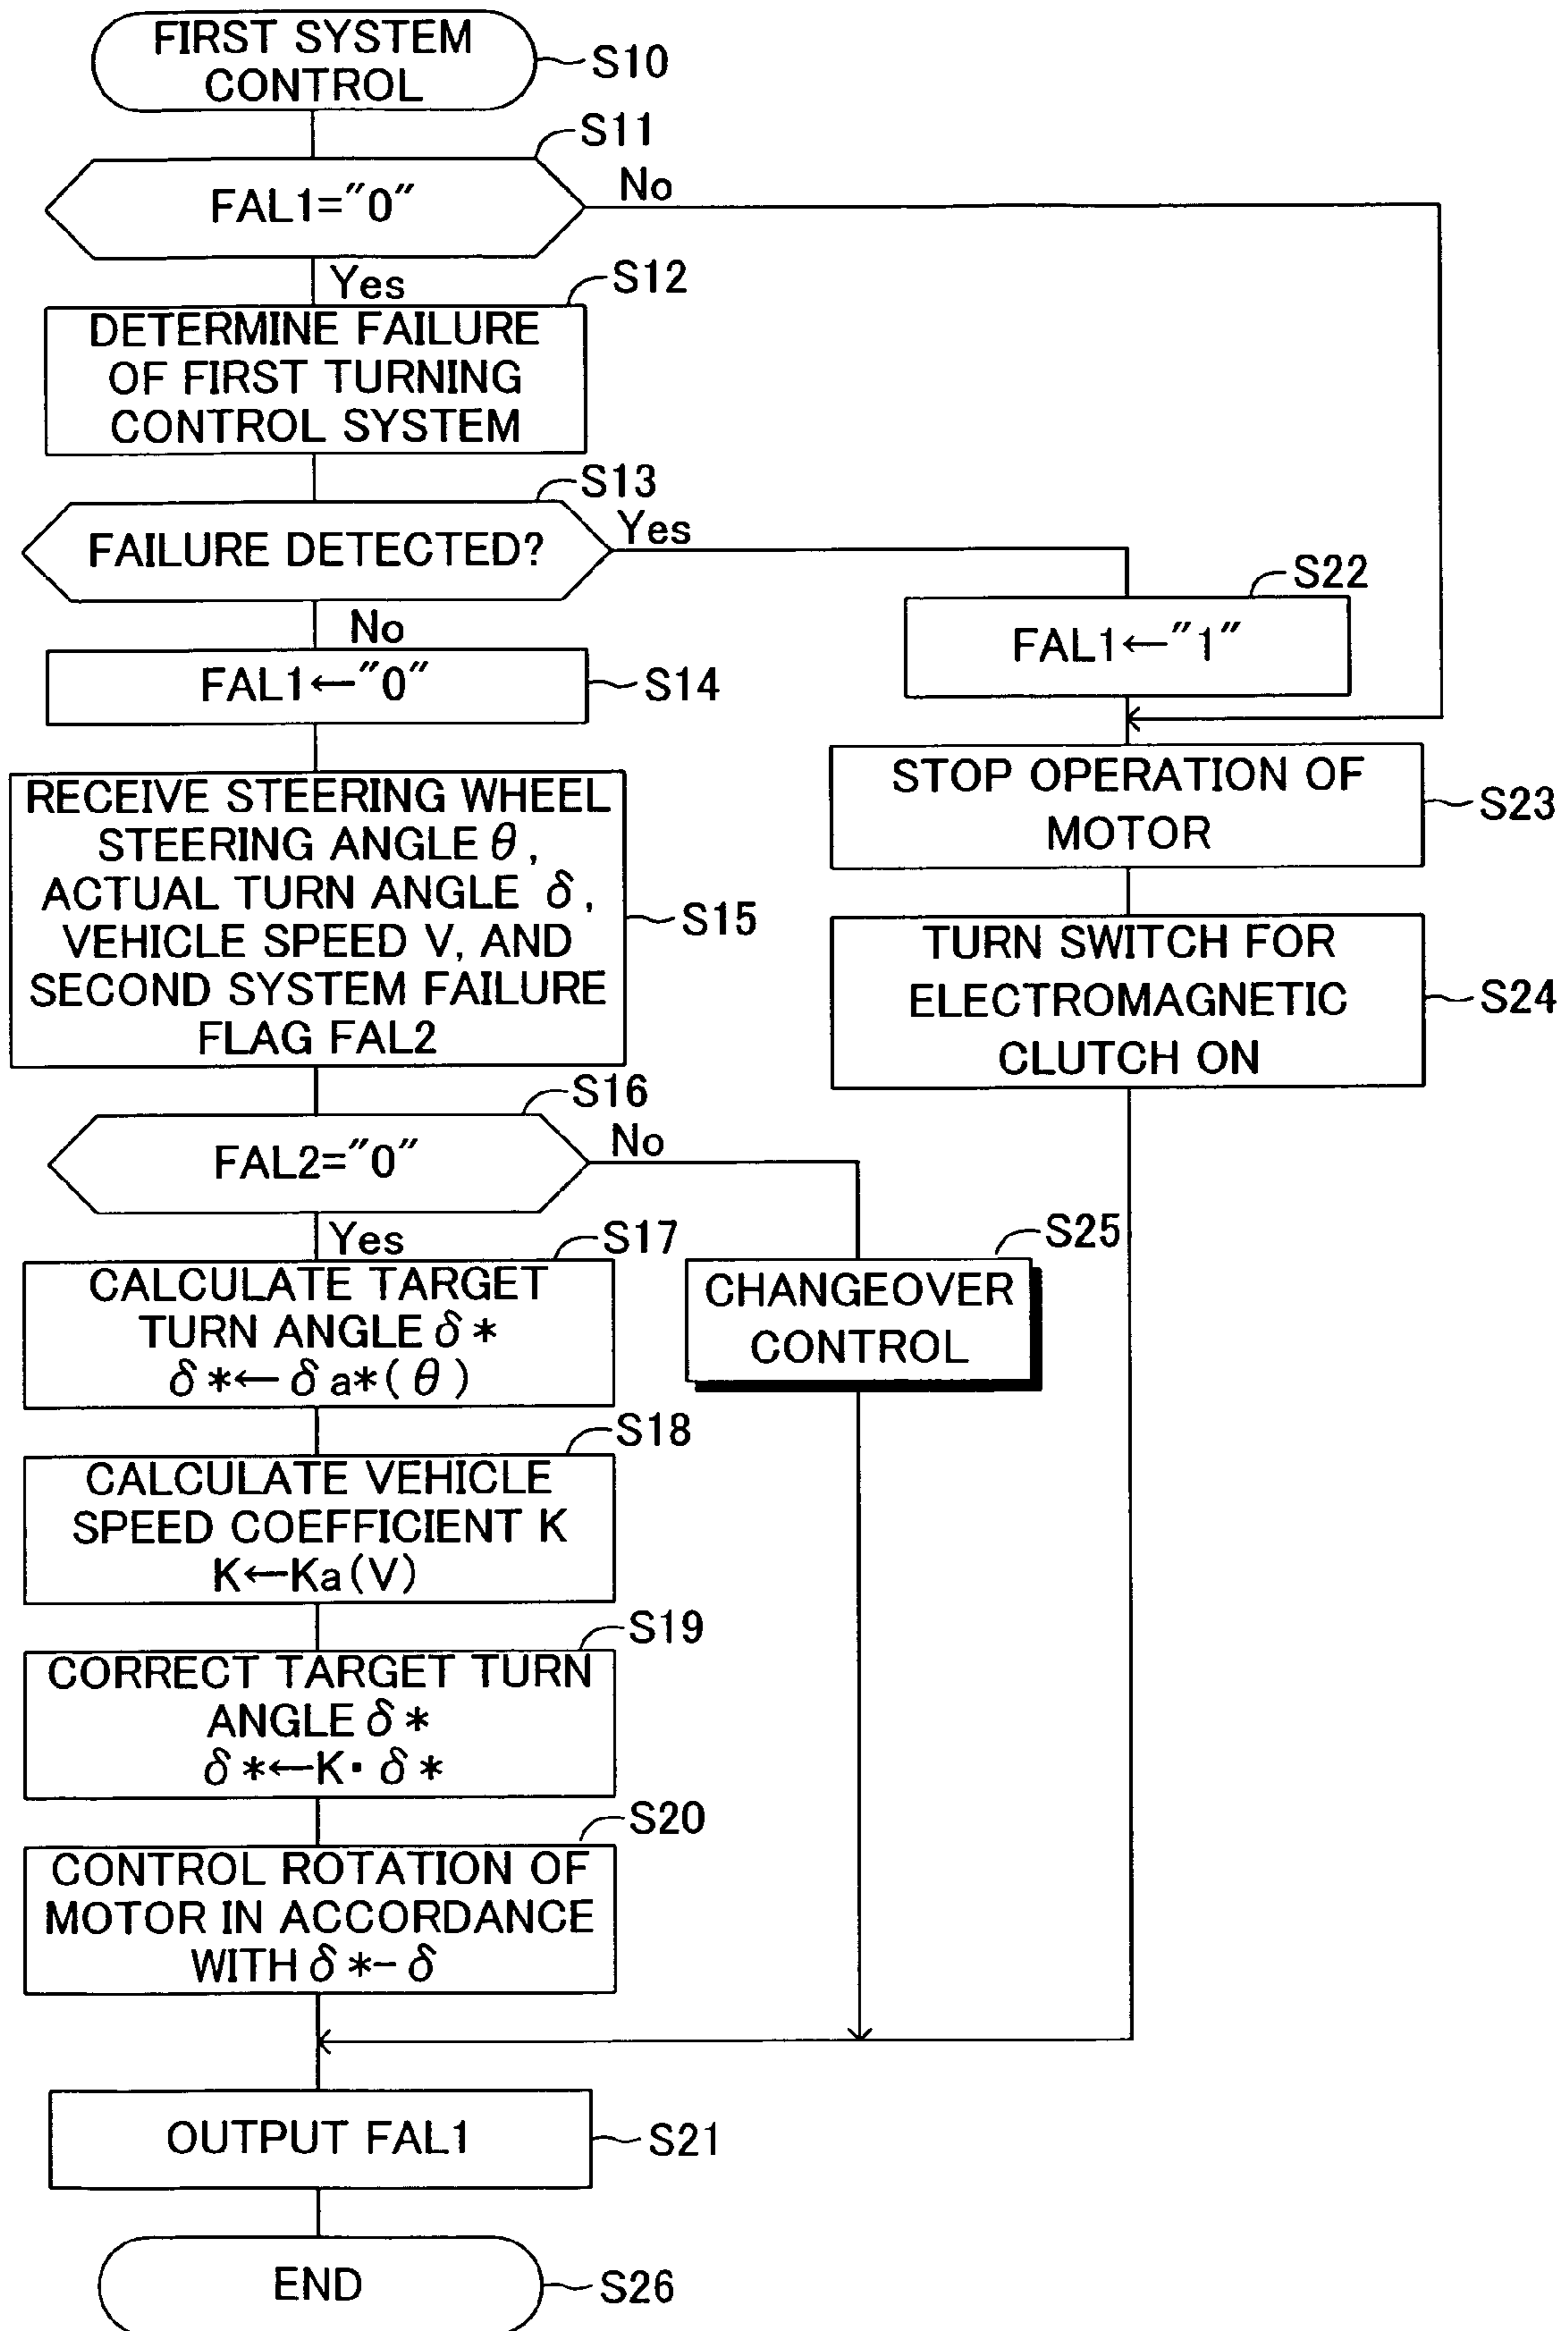 FIRST SYSTEM
CONTROL
S10
S11
FAL1="0"
No
Yes
S12
DETERMINE FAILURE
OF FIRST TURNING
CONTROL SYSTEM
S13
FAILURE DETECTED?
Yes
No
S22
FAL1←"1"
FAL1←"0"
S14
STOP OPERATION OF
MOTOR
S23
RECEIVE STEERING WHEEL
STEERING ANGLE θ,
ACTUAL TURN ANGLE δ,
VEHICLE SPEED V, AND
SECOND SYSTEM FAILURE
FLAG FAL2
S15
TURN SWITCH FOR
ELECTROMAGNETIC
CLUTCH ON
S24
S16
FAL2="0"
No
Yes
S17
CALCULATE TARGET
TURN ANGLE δ*
δ*←δa*(θ)
S25
CHANGEOVER
CONTROL
S18
CALCULATE VEHICLE
SPEED COEFFICIENT K
K←Ka(V)
S19
CORRECT TARGET TURN
ANGLE δ*
δ*←K·δ*
S20
CONTROL ROTATION OF
MOTOR IN ACCORDANCE
WITH δ*-δ
OUTPUT FAL1
S21
END
S26